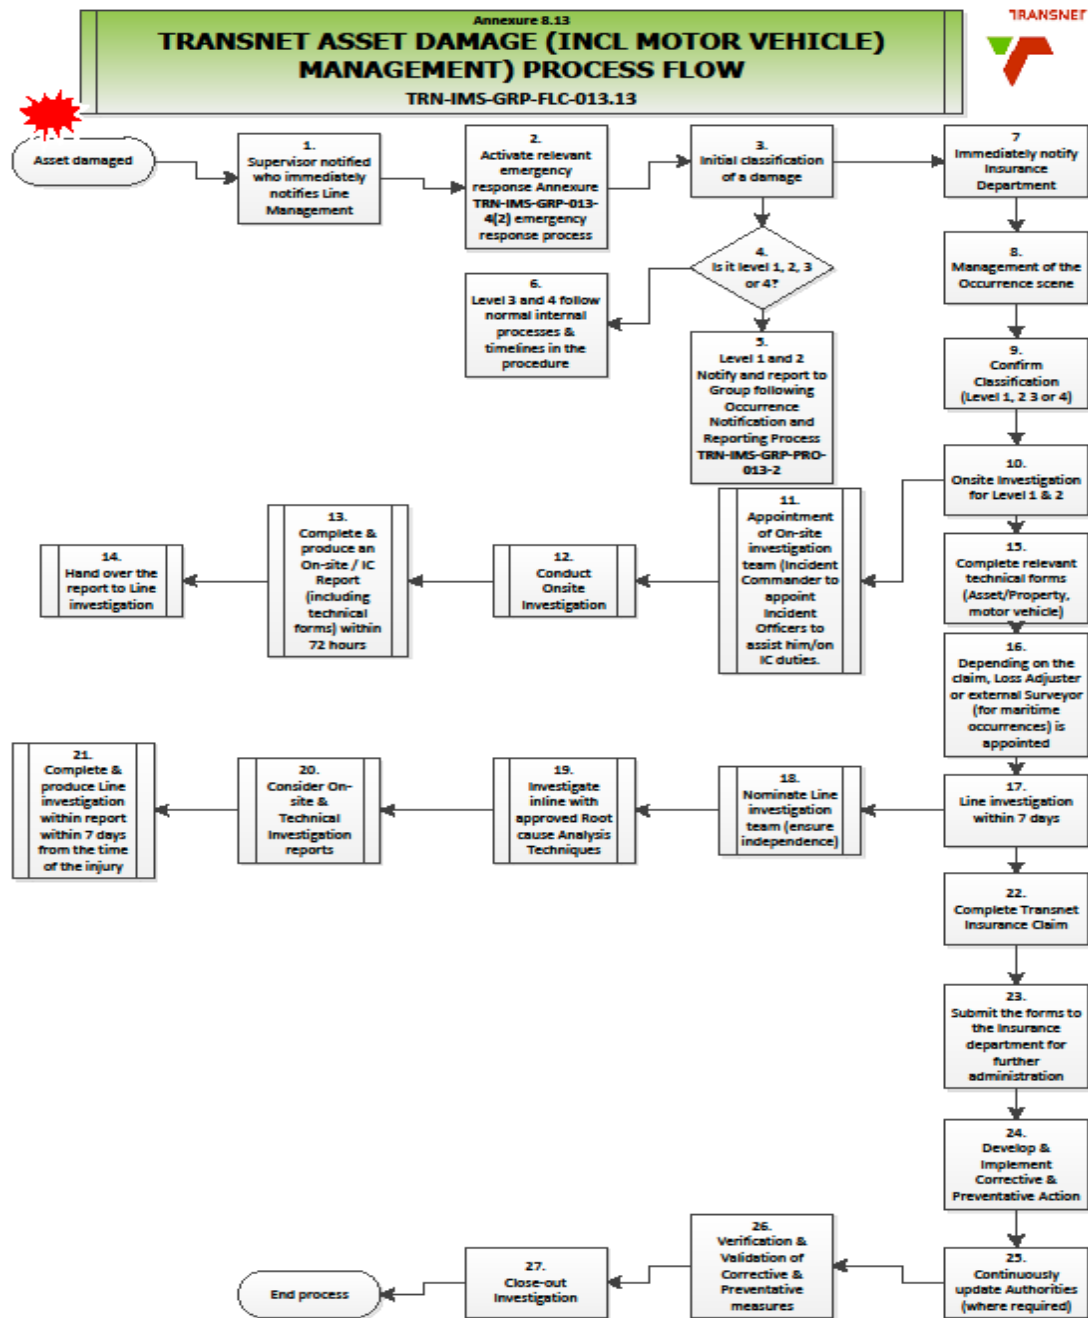 Annexure 8.13
TRANSNET ASSET DAMAGE (INCL MOTOR VEHICLE)
MANAGEMENT) PROCESS FLOW
TRN-IMS-GRP-FLC-013.13
TRANSNET
Asset damaged
1.
Supervisor notified
who immediately
notifies Line
Management
2.
Activate relevant
emergency
response Annexure
TRN-IMS-GRP-013-
4(2) emergency
response process
3.
Initial classification
of a damage
7
Immediately notify
Insurance
Department
4.
Is it level 1, 2, 3
or 4?
8.
Management of the
Occurrence scene
6.
Level 3 and 4 follow
normal internal
processes &
timelines in the
procedure
5.
Level 1 and 2
Notify and report to
Group following
Occurrence
Notification and
Reporting Process
TRN-IMS-GRP-PRO-
013-2
9.
Confirm
Classification
(Level 1, 2 3 or 4)
10.
Onsite Investigation
for Level 1 & 2
11.
Appointment
of On-site
investigation
team (Incident
Commander to
appoint
Incident
Officers to
assist him/on
IC duties.
12.
Conduct
Onsite
Investigation
13.
Complete &
produce an
On-site / IC
Report
(including
technical
forms) within
72 hours
14.
Hand over the
report to Line
investigation
15.
Complete relevant
technical forms
(Asset/Property,
motor vehicle)
16.
Depending on the
claim, Loss Adjuster
or external Surveyor
(for maritime
occurrences) is
appointed
17.
Line investigation
within 7 days
18.
Nominate Line
investigation
team (ensure
independence)
19.
Investigate
inline with
approved Root
cause Analysis
Techniques
20.
Consider On-
site &
Technical
Investigation
reports
21.
Complete &
produce Line
investigation
within report
within 7 days
from the time
of the injury
22.
Complete Transnet
Insurance Claim
23.
Submit the forms to
the Insurance
department for
further
administration
24.
Develop &
Implement
Corrective &
Preventative Action
25.
Continuously
update Authorities
(where required)
26.
Verification &
Validation of
Corrective &
Preventative
measures
27.
Close-out
Investigation
End process